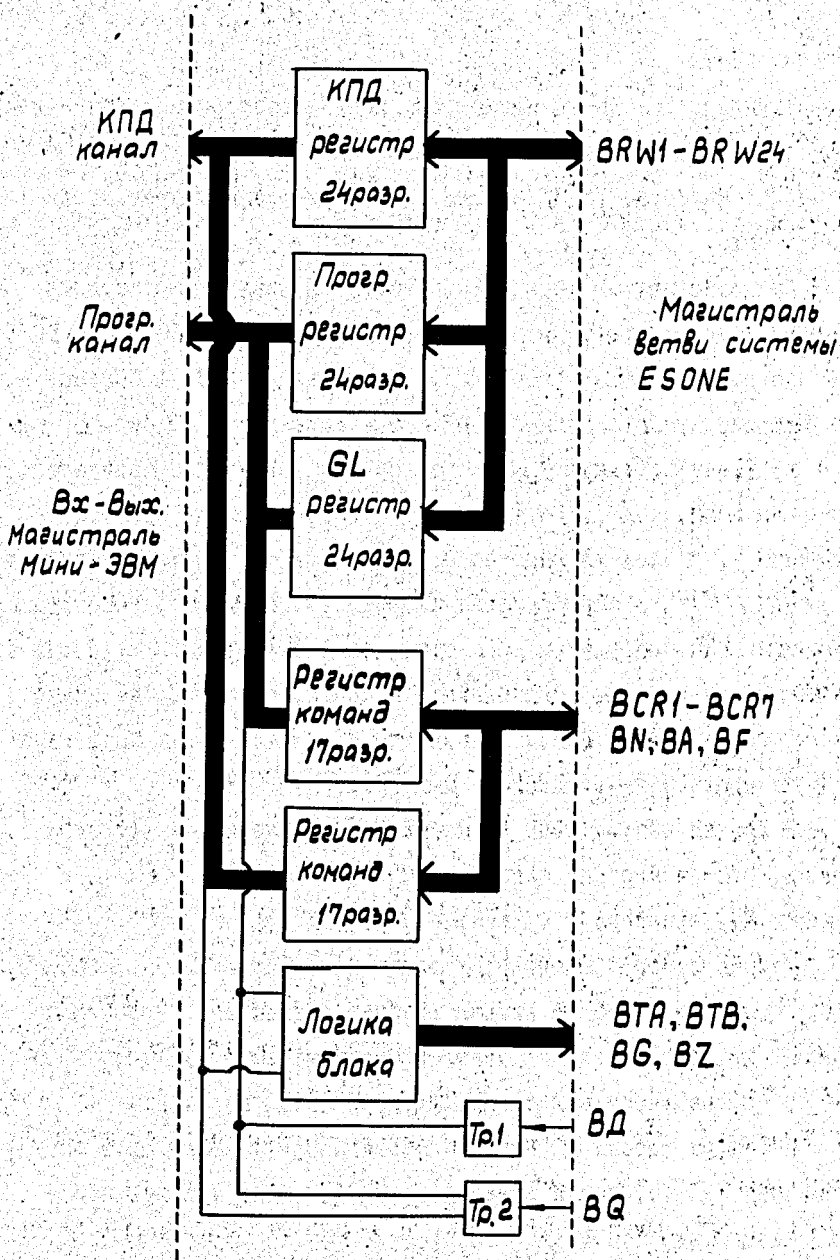 КПД
канал
КПД
регистр
24разр.
BRW1-BRW24
Прогр.
канал
Прогр.
регистр
24разр.
Магистраль
ветви системы
ESONE
GL
регистр
24разр.
Вх-Вых.
Магистраль
Мини-ЭВМ
Регистр
команд
17разр.
BCR1-BCR7
BN, BA, BF
Регистр
команд
17разр.
Логика
блока
BTA, BTB,
BG, BZ
Тр.1
ВД
Тр.2
BQ